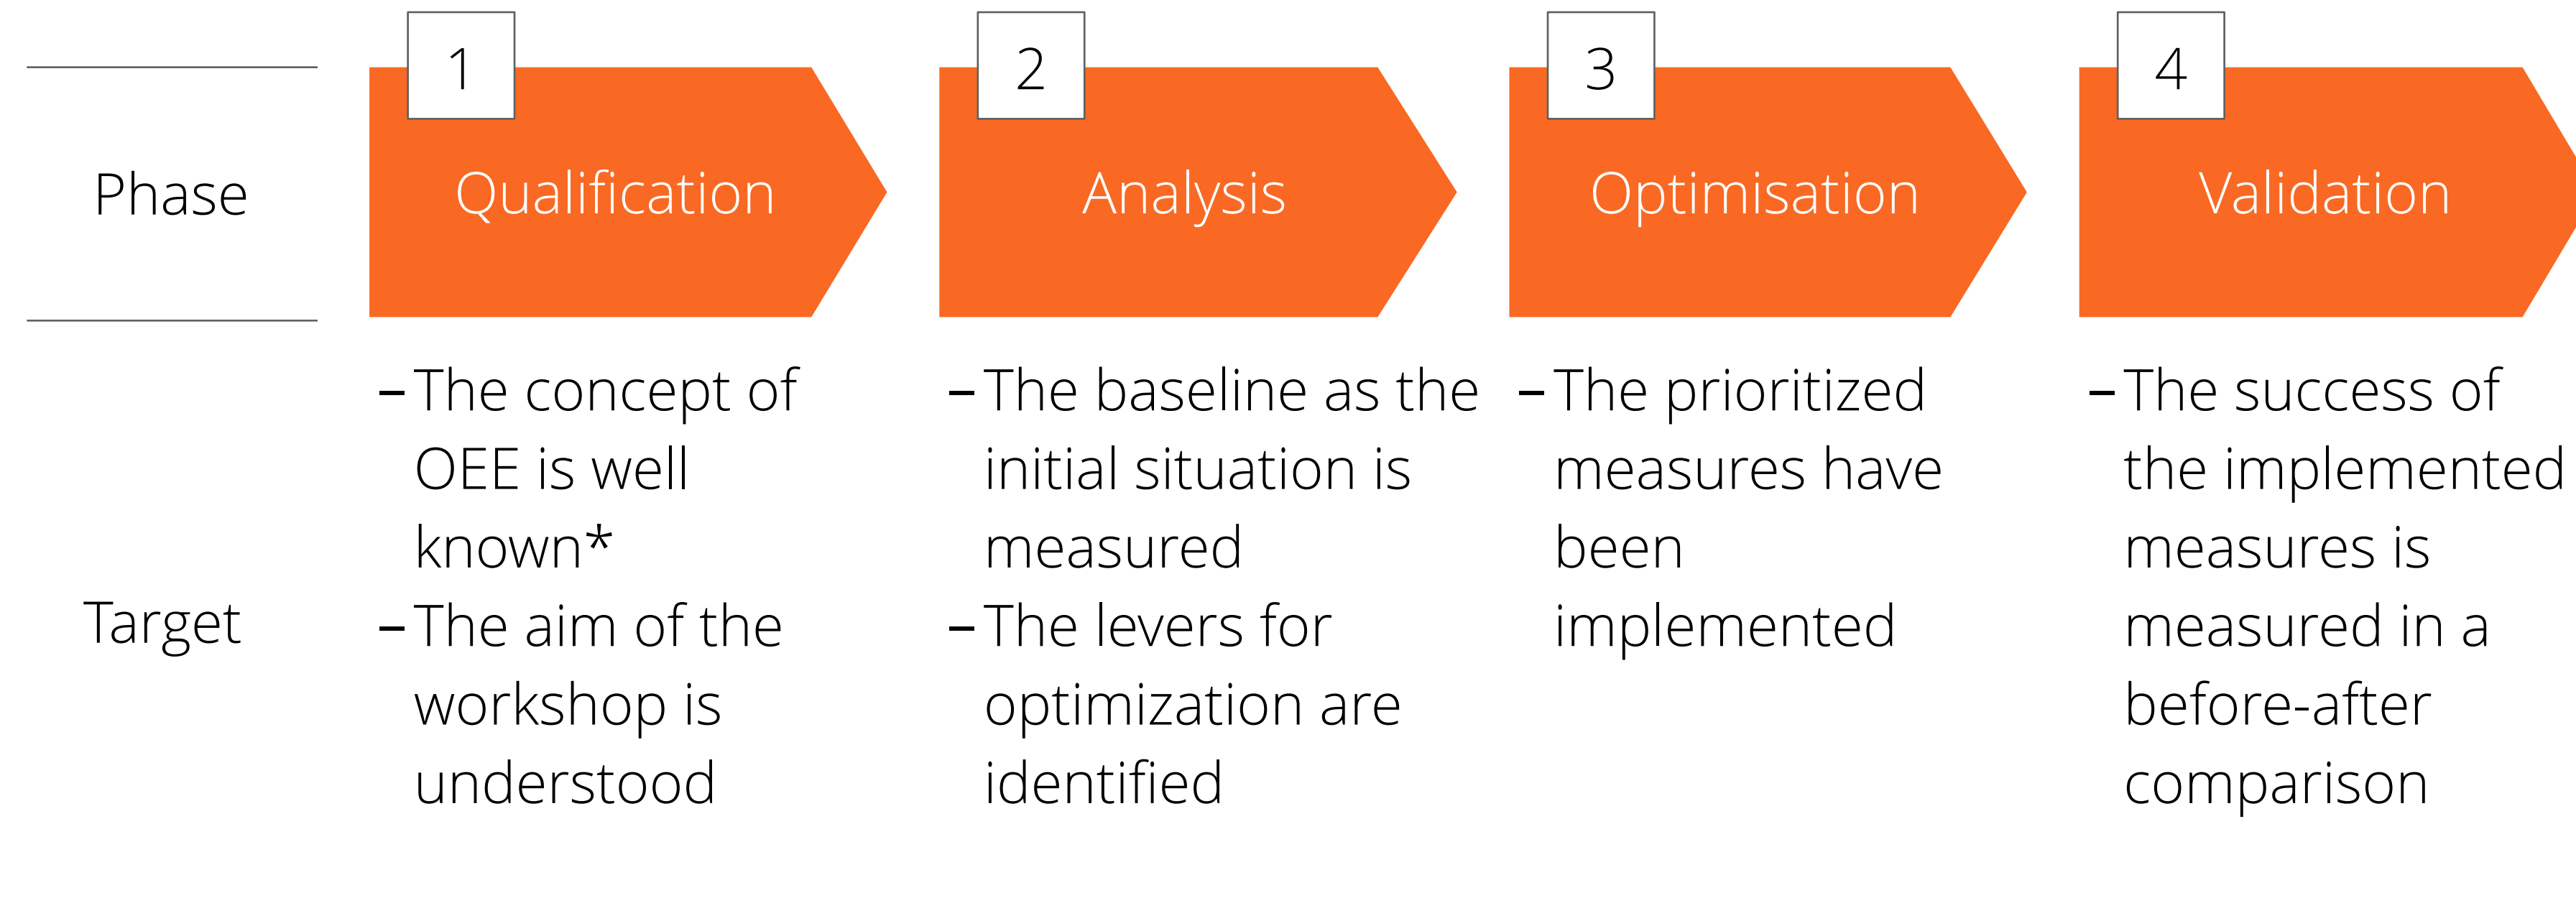 1
2
3
4
Phase
Qualification
Analysis
Optimisation
Validation
Target
–The concept of
OEE is well
known*
–The aim of the
workshop is
understood
–The baseline as the
initial situation is
measured
–The levers for
optimization are
identified
–The prioritized
measures have
been
implemented
–The success of
the implemented
measures is
measured in a
before-after
comparison